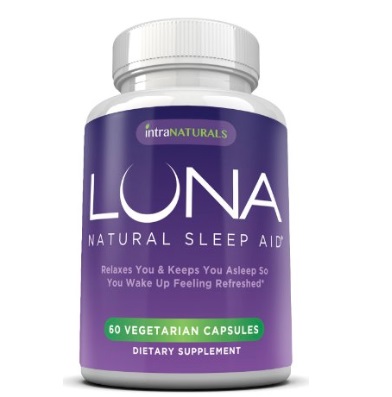 intraNATURALS
LUNA
NATURAL SLEEP AID*
Relaxes You & Keeps You Asleep So
You Wake Up Feeling Refreshed*
60 VEGETARIAN CAPSULES
DIETARY SUPPLEMENT